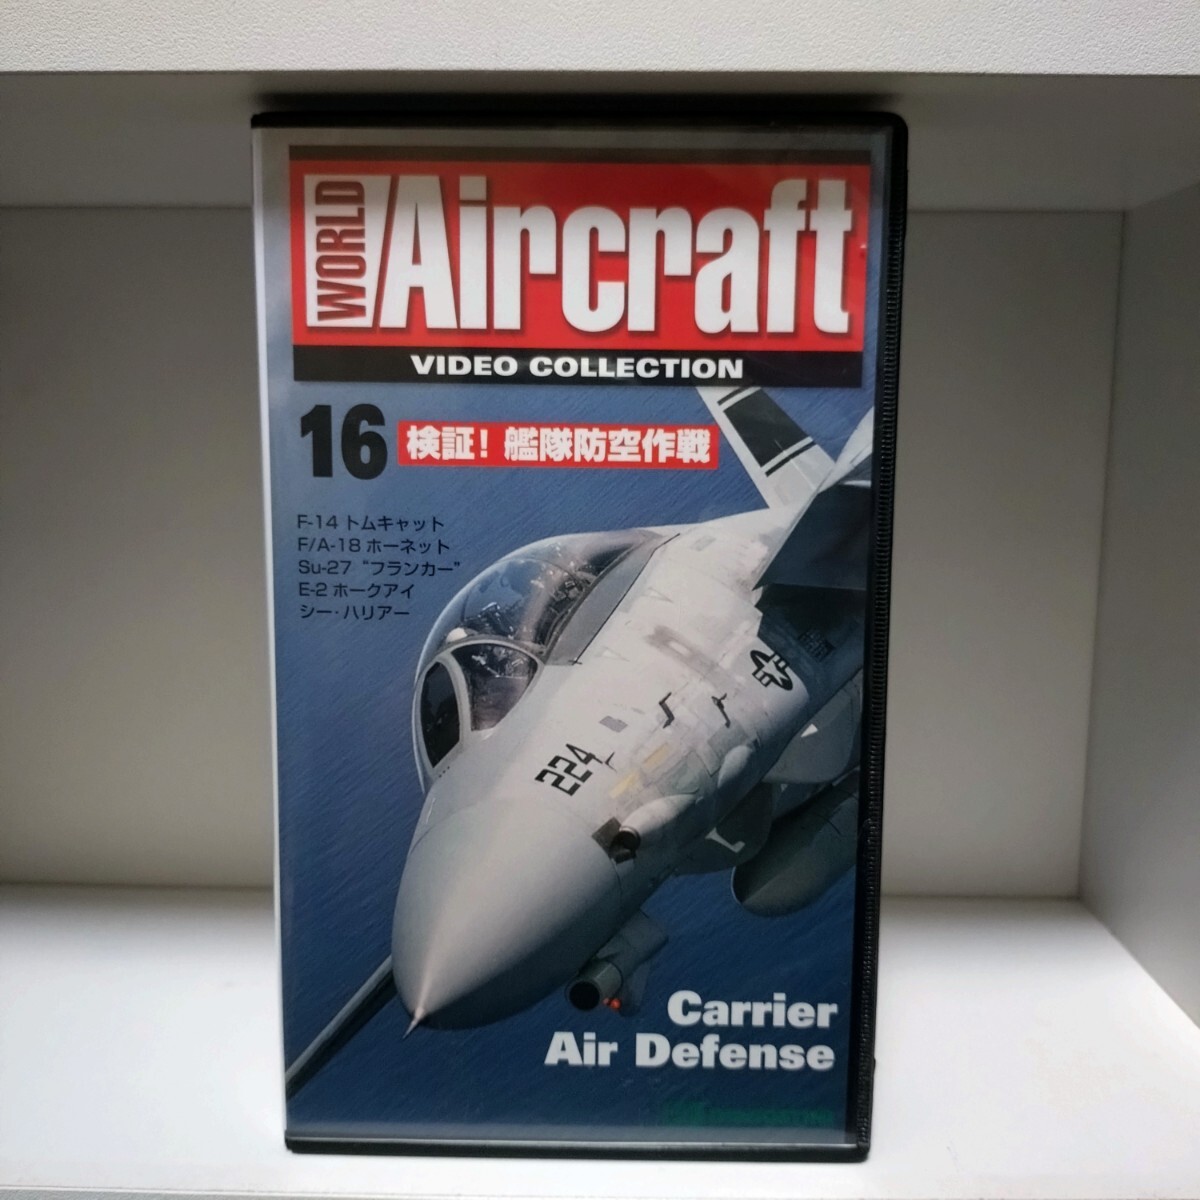 WORLD Aircraft
VIDEO COLLECTION
16 検証！艦隊防空作戦
F-14 トムキャット
F/A-18 ホーネット
Su-27 “フランカー”
E-2 ホークアイ
シー・ハリアー
224
Carrier
Air Defense